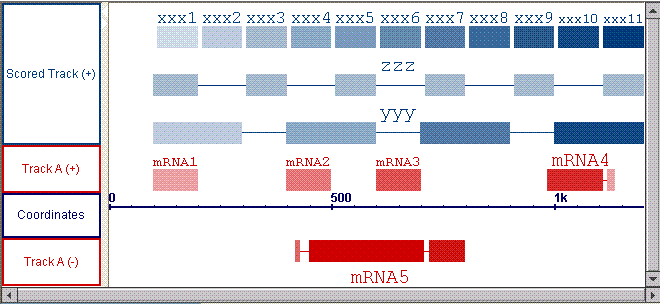 xxx1 xxx2 xxx3 xxx4 xxx5 xxx6 xxx7 xxx8 xxx9 xxx10 xxx11
Scored Track (+)
zzz
yyy
Track A (+)
mRNA1 mRNA2 mRNA3 mRNA4
Coordinates
0 500 1k
Track A (-)
mRNA5